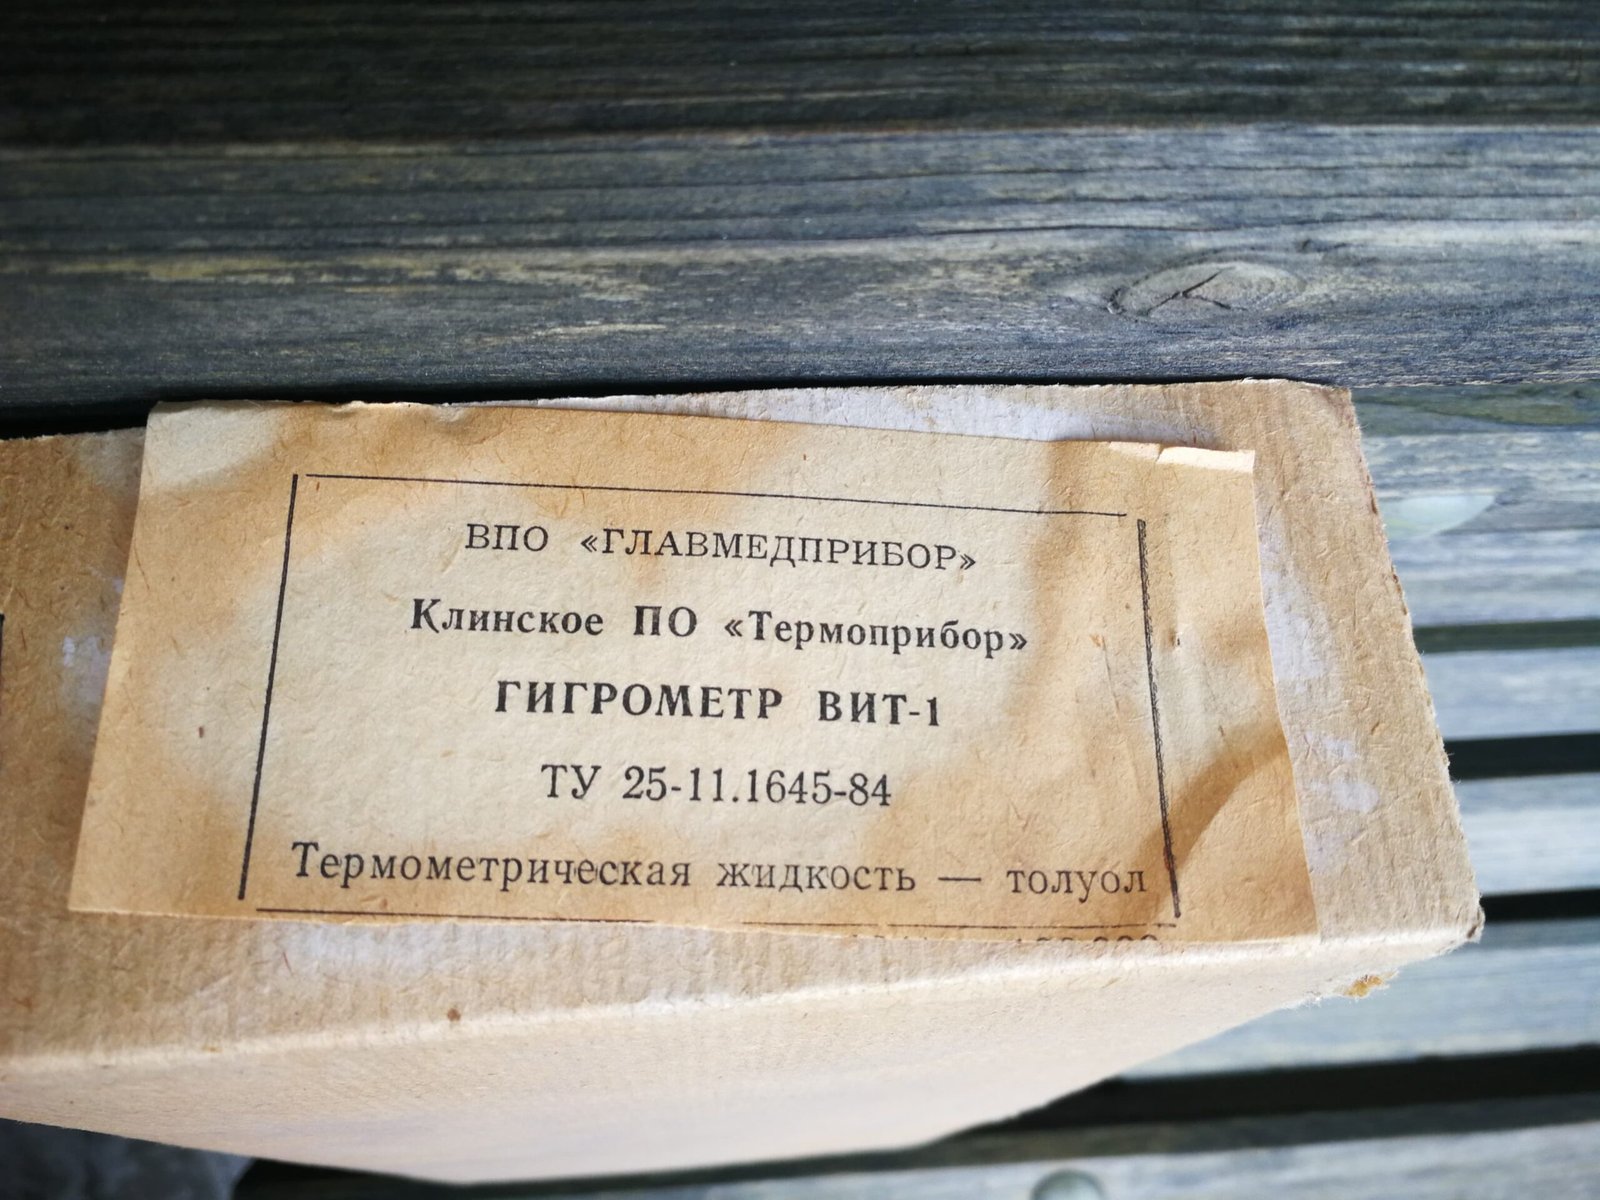 ВПО «ГЛАВМЕДПРИБОР»
Клинское ПО «Термоприбор»
ГИГРОМЕТР ВИТ-1
ТУ 25-11.1645-84
Термометрическая жидкость — толуол